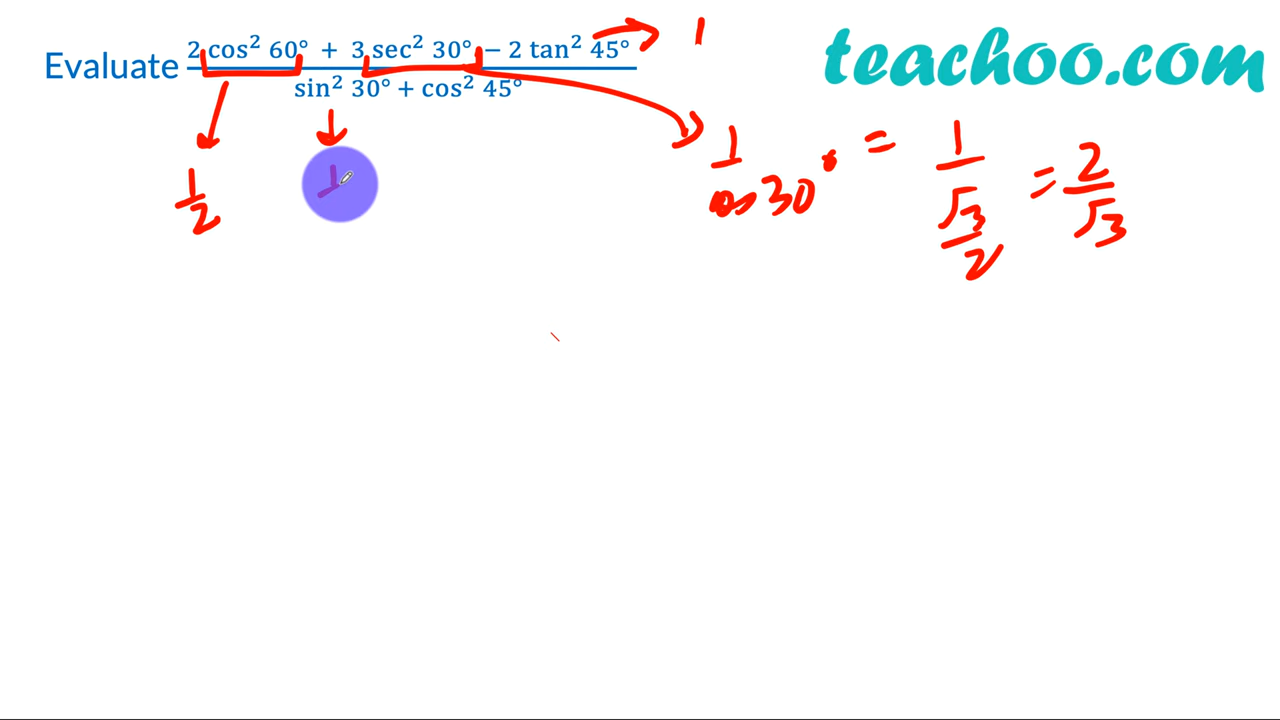 teachoo.com
Evaluate (2 cos² 60° + 3 sec² 30° − 2 tan² 45°) / (sin² 30° + cos² 45°)
1
1/2
1/cos 30° = 1/(√3/2) = 2/√3